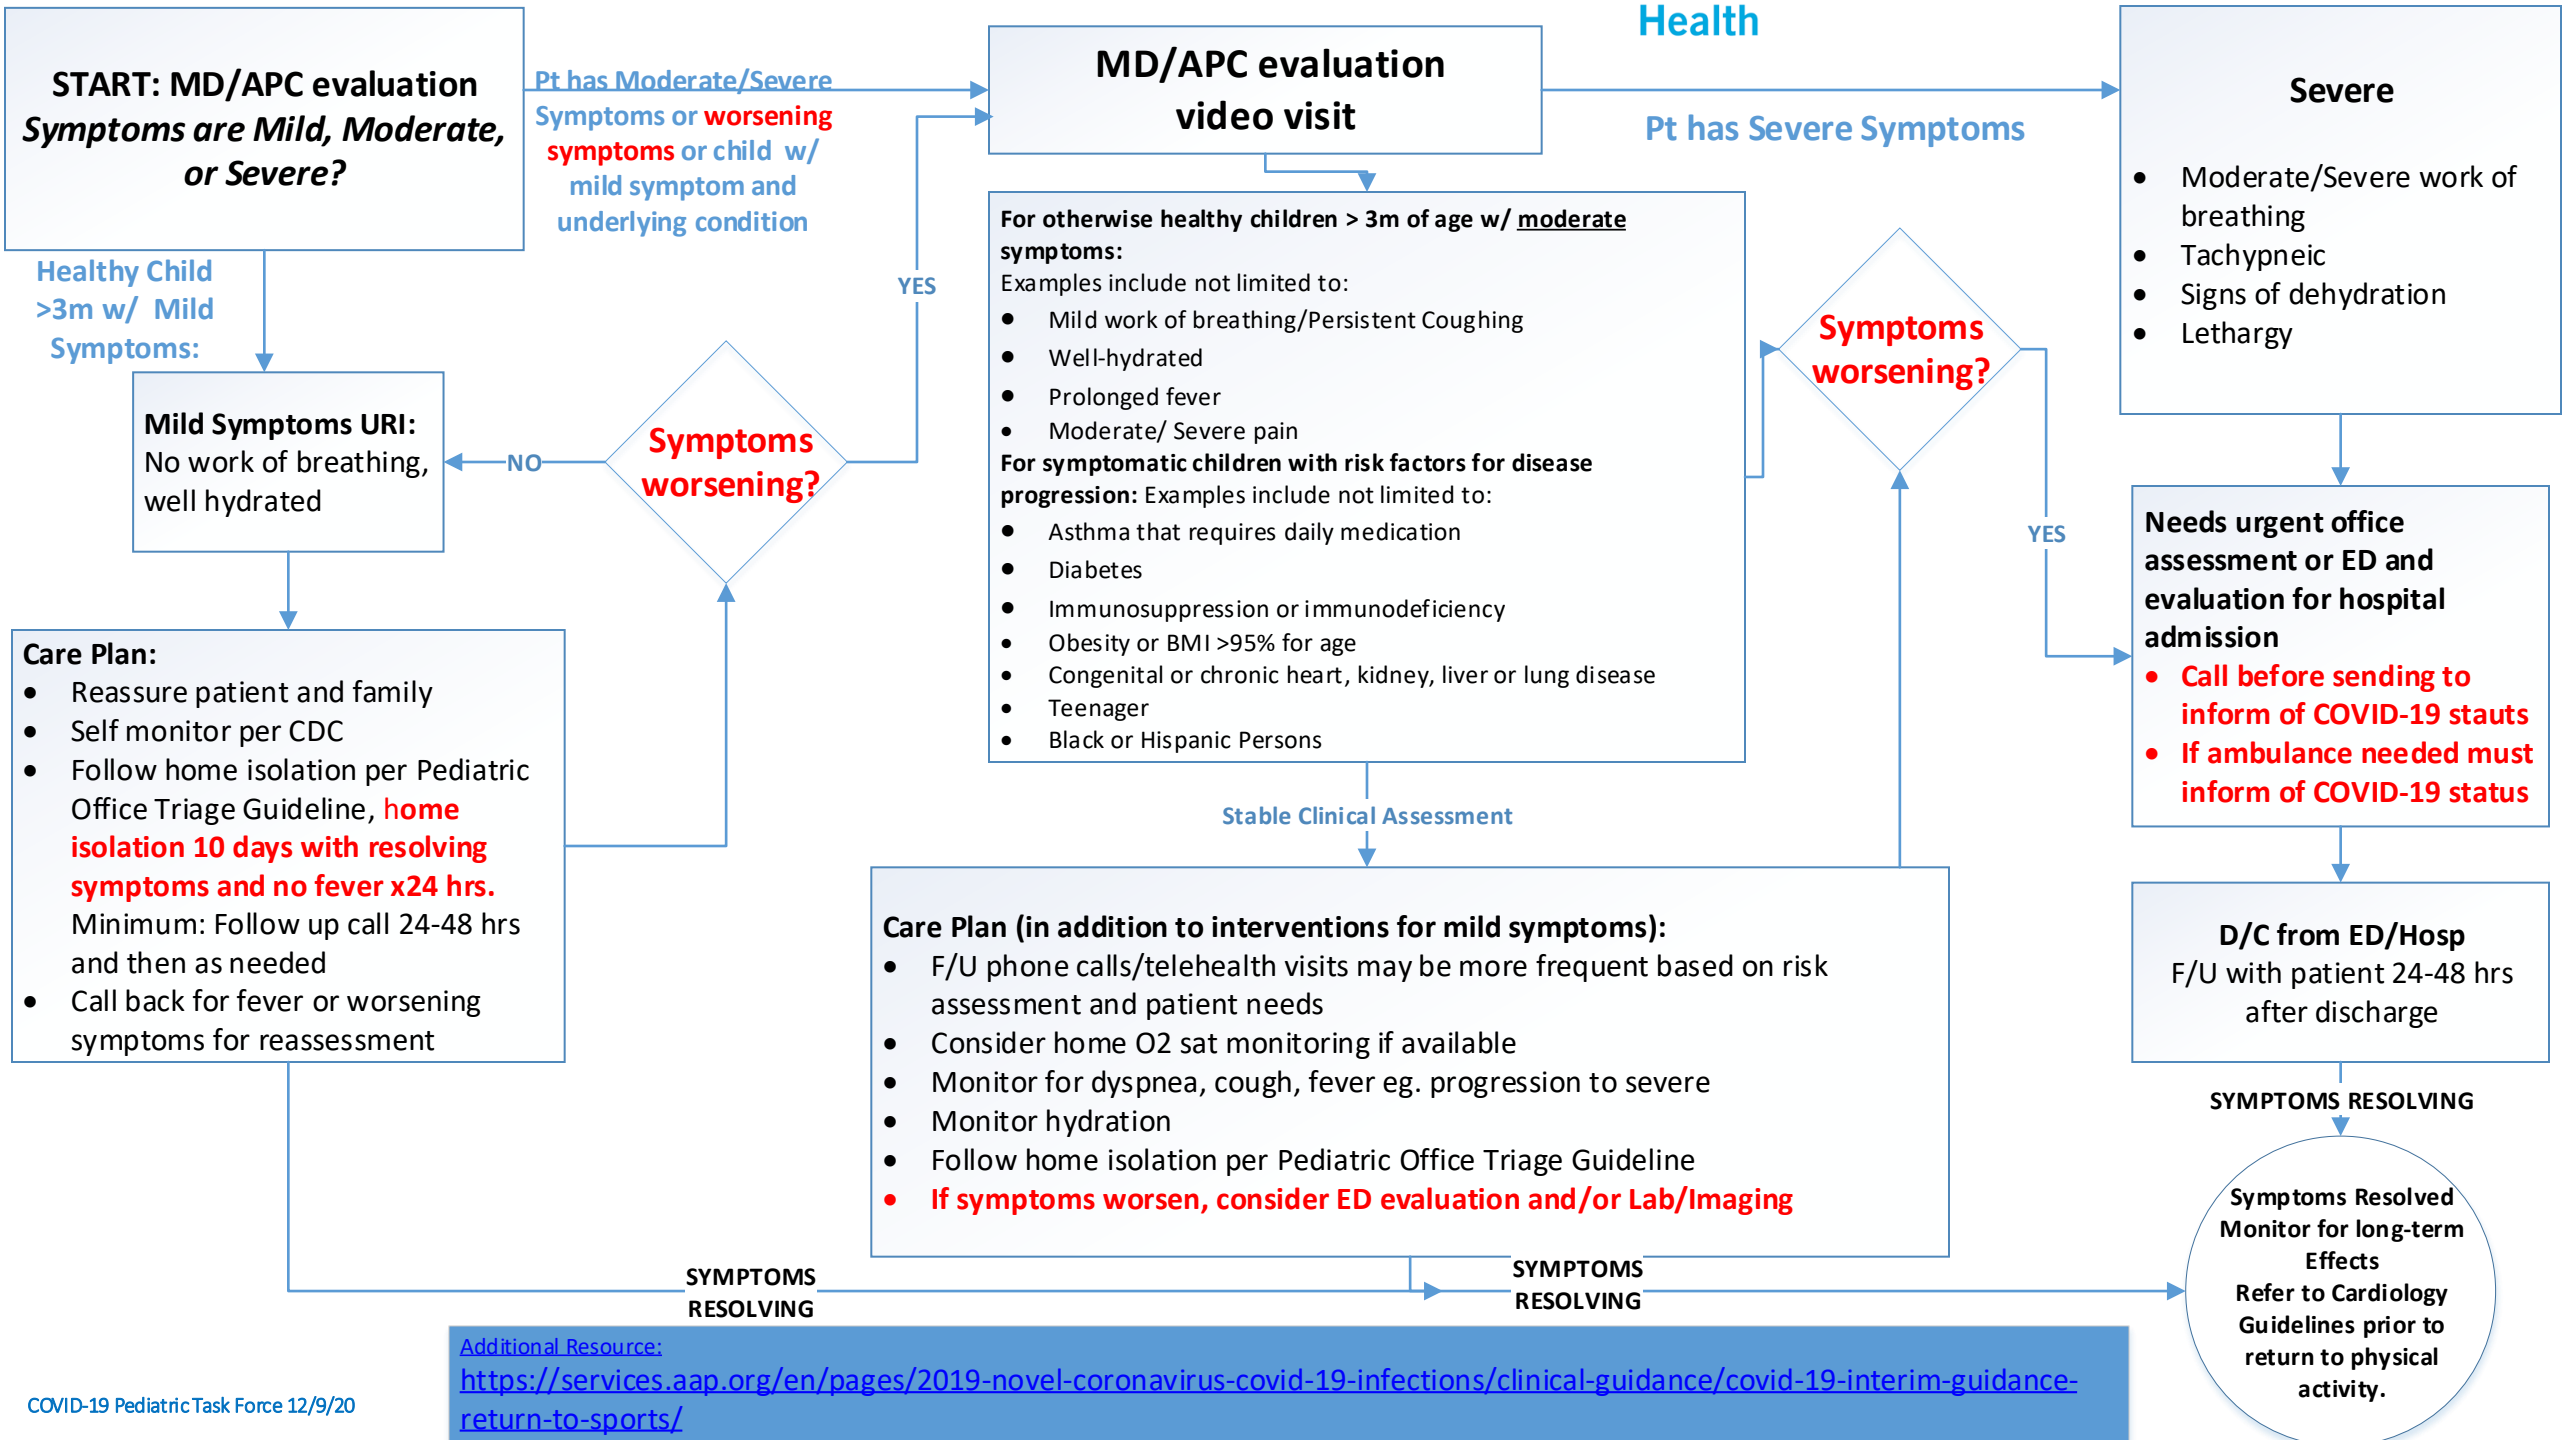 Health
START: MD/APC evaluation
Symptoms are Mild, Moderate,
or Severe?
Pt has Moderate/Severe
Symptoms or worsening
symptoms or child w/
mild symptom and
underlying condition
MD/APC evaluation
video visit
Pt has Severe Symptoms
Severe
• Moderate/Severe work of
breathing
• Tachypneic
• Signs of dehydration
• Lethargy
Healthy Child
>3m w/ Mild
Symptoms:
Mild Symptoms URI:
No work of breathing,
well hydrated
NO
Symptoms
worsening?
YES
For otherwise healthy children > 3m of age w/ moderate
symptoms:
Examples include not limited to:
• Mild work of breathing/Persistent Coughing
• Well-hydrated
• Prolonged fever
• Moderate/ Severe pain
For symptomatic children with risk factors for disease
progression: Examples include not limited to:
• Asthma that requires daily medication
• Diabetes
• Immunosuppression or immunodeficiency
• Obesity or BMI >95% for age
• Congenital or chronic heart, kidney, liver or lung disease
• Teenager
• Black or Hispanic Persons
Symptoms
worsening?
YES
Needs urgent office
assessment or ED and
evaluation for hospital
admission
• Call before sending to
inform of COVID-19 stauts
• If ambulance needed must
inform of COVID-19 status
Care Plan:
• Reassure patient and family
• Self monitor per CDC
• Follow home isolation per Pediatric
Office Triage Guideline, home
isolation 10 days with resolving
symptoms and no fever x24 hrs.
Minimum: Follow up call 24-48 hrs
and then as needed
• Call back for fever or worsening
symptoms for reassessment
Stable Clinical Assessment
Care Plan (in addition to interventions for mild symptoms):
• F/U phone calls/telehealth visits may be more frequent based on risk
assessment and patient needs
• Consider home O2 sat monitoring if available
• Monitor for dyspnea, cough, fever eg. progression to severe
• Monitor hydration
• Follow home isolation per Pediatric Office Triage Guideline
• If symptoms worsen, consider ED evaluation and/or Lab/Imaging
D/C from ED/Hosp
F/U with patient 24-48 hrs
after discharge
SYMPTOMS RESOLVING
SYMPTOMS
RESOLVING
SYMPTOMS
RESOLVING
Symptoms Resolved
Monitor for long-term
Effects
Refer to Cardiology
Guidelines prior to
return to physical
activity.
Additional Resource:
https://services.aap.org/en/pages/2019-novel-coronavirus-covid-19-infections/clinical-guidance/covid-19-interim-guidance-
return-to-sports/
COVID-19 Pediatric Task Force 12/9/20